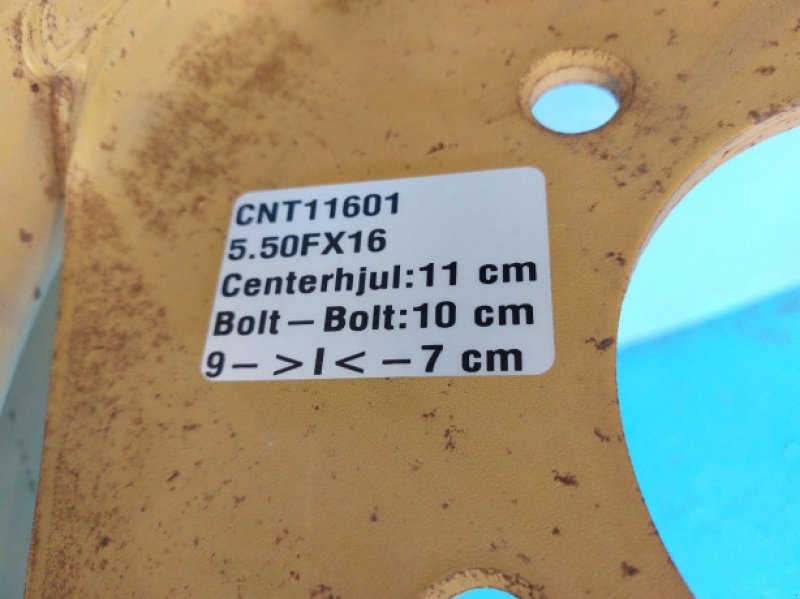 CNT11601
5.50FX16
Centerhjul:11 cm
Bolt–Bolt:10 cm
9– >I< –7 cm